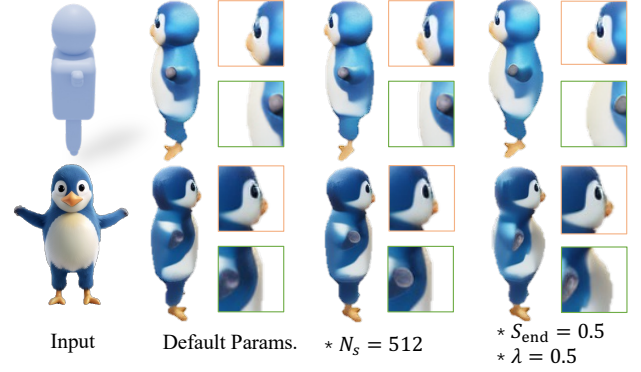 Input
Default Params.
* N_s = 512
* S_end = 0.5
* λ = 0.5